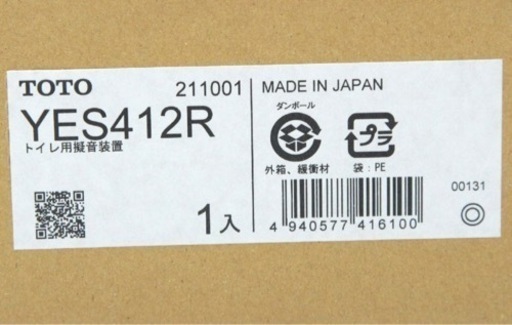 TOTO
211001
YES412R
トイレ用擬音装置
1入
MADE IN JAPAN
ダンボール
プラ
外箱、緩衝材
袋:PE
00131
4 940577 416100